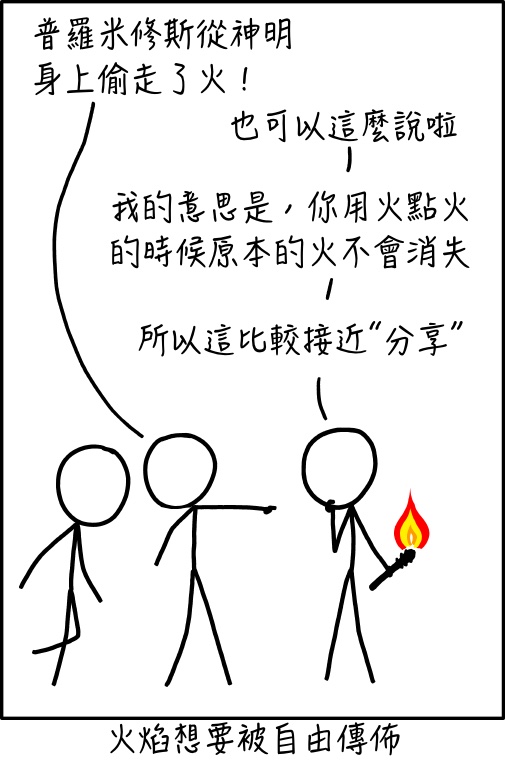 普羅米修斯從神明
身上偷走了火！
也可以這麼說啦
我的意思是，你用火點火
的時候原本的火不會消失
所以這比較接近“分享”
火焰想要被自由傳佈